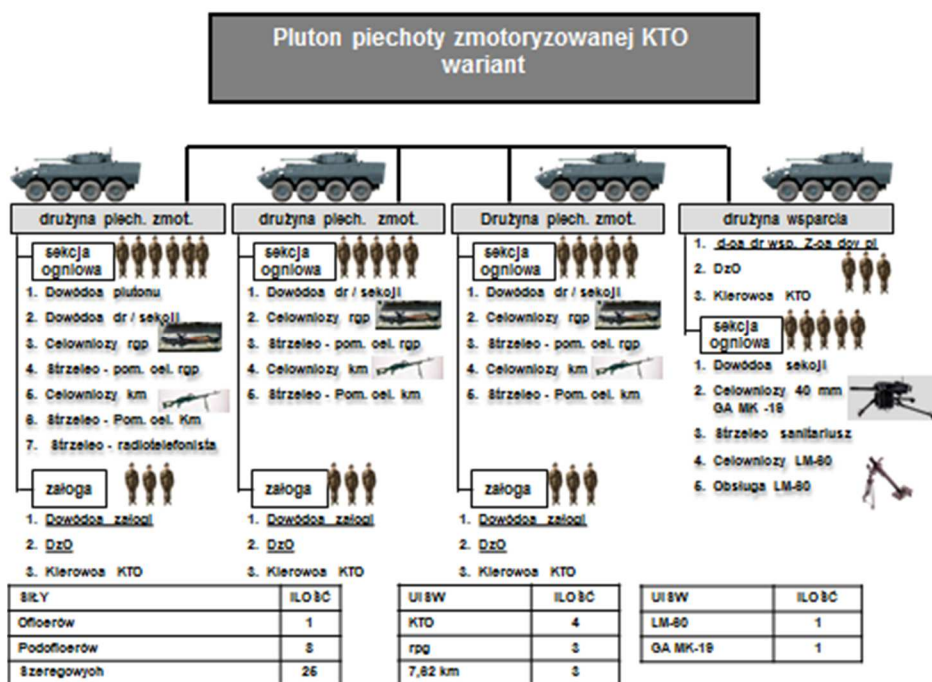 Pluton piechoty zmotoryzowanej KTO
wariant
drużyna piech. zmot.
sekcja
ogniowa
1. Dowódca plutonu
2. Dowódca dr / sekcji
3. Celowniczy rgp
4. Strzelec - pom. cel. rgp
5. Celowniczy km
6. Strzelec - Pom. cel. Km
7. Strzelec - radiotelefonista
załoga
1. Dowódca załogi
2. DzO
3. Kierowca KTO
drużyna piech. zmot.
sekcja
ogniowa
1. Dowódca dr / sekcji
2. Celowniczy rgp
3. Strzelec - pom. cel. rgp
4. Celowniczy km
5. Strzelec - Pom. cel. km
załoga
1. Dowódca załogi
2. DzO
3. Kierowca KTO
Drużyna piech. zmot.
sekcja
ogniowa
1. Dowódca dr / sekcji
2. Celowniczy rgp
3. Strzelec - pom. cel. rgp
4. Celowniczy km
5. Strzelec - Pom. cel. km
załoga
1. Dowódca załogi
2. DzO
3. Kierowca KTO
drużyna wsparcia
1. d-ca dr wsp. Z-ca dov pl
2. DzO
3. Kierowca KTO
sekcja
ogniowa
1. Dowódca sekcji
2. Celowniczy 40 mm
GA MK -19
3. Strzelec sanitariusz
4. Celowniczy LM-60
5. Obsługa LM-60
SIŁY ILOŚĆ
Oficerów 1
Podoficerów 8
Szeregowych 25
UISW ILOŚĆ
KTO 4
rpg 3
7,62 km 3
UISW ILOŚĆ
LM-60 1
GA MK-19 1